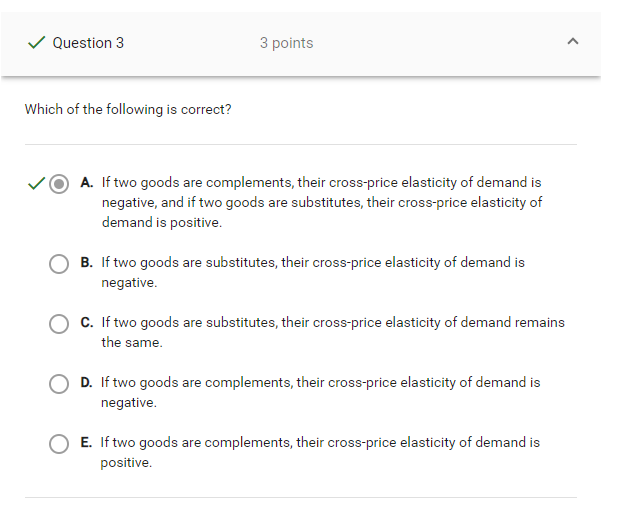 Question 3
3 points
Which of the following is correct?
A. If two goods are complements, their cross-price elasticity of demand is
negative, and if two goods are substitutes, their cross-price elasticity of
demand is positive.
B. If two goods are substitutes, their cross-price elasticity of demand is
negative.
C. If two goods are substitutes, their cross-price elasticity of demand remains
the same.
D. If two goods are complements, their cross-price elasticity of demand is
negative.
E. If two goods are complements, their cross-price elasticity of demand is
positive.